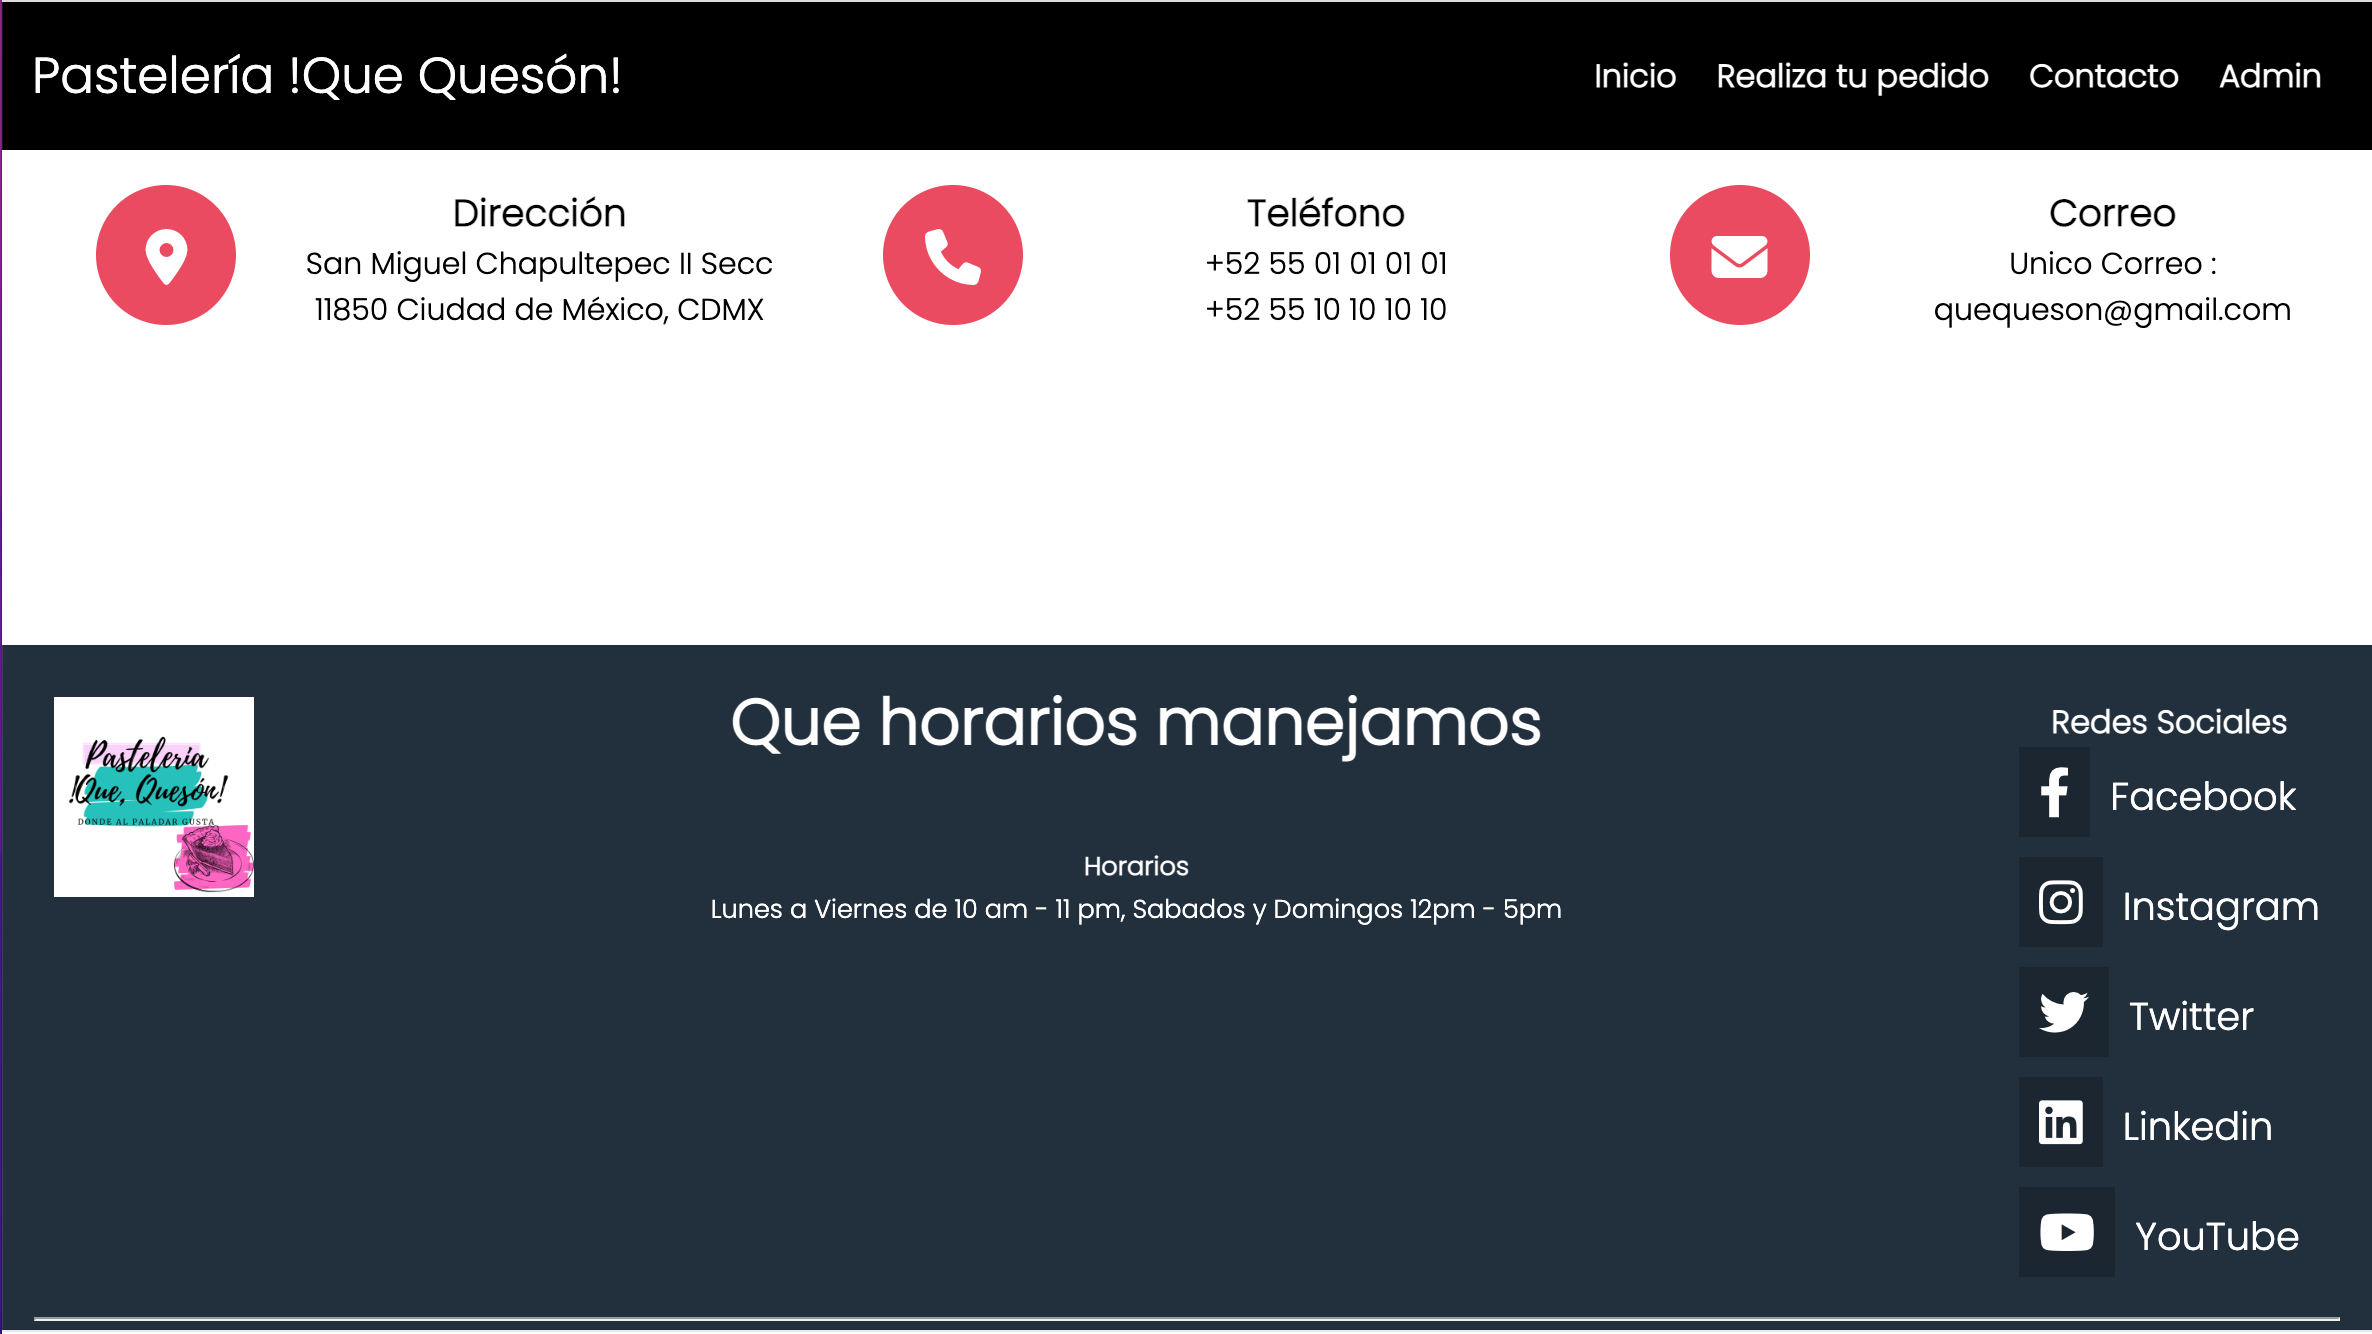 Pastelería !Que Quesón!
Inicio Realiza tu pedido Contacto Admin
Dirección
San Miguel Chapultepec II Secc
11850 Ciudad de México, CDMX
Teléfono
+52 55 01 01 01 01
+52 55 10 10 10 10
Correo
Unico Correo :
quequeson@gmail.com
Pastelería
!Que, Quesón!
DONDE AL PALADAR GUSTA
Que horarios manejamos
Horarios
Lunes a Viernes de 10 am - 11 pm, Sabados y Domingos 12pm - 5pm
Redes Sociales
Facebook
Instagram
Twitter
Linkedin
YouTube